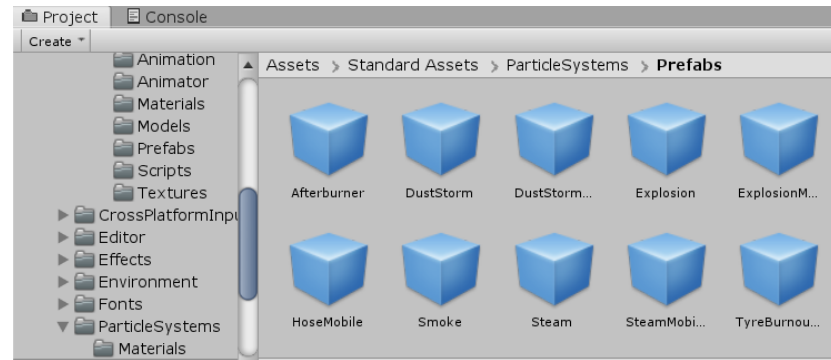 Project Console
Create
Animation
Animator
Materials
Models
Prefabs
Scripts
Textures
CrossPlatformInpu
Editor
Effects
Environment
Fonts
ParticleSystems
Materials
Assets Standard Assets ParticleSystems Prefabs
Afterburner DustStorm DustStorm... Explosion ExplosionM...
HoseMobile Smoke Steam SteamMobi... TyreBurnou...